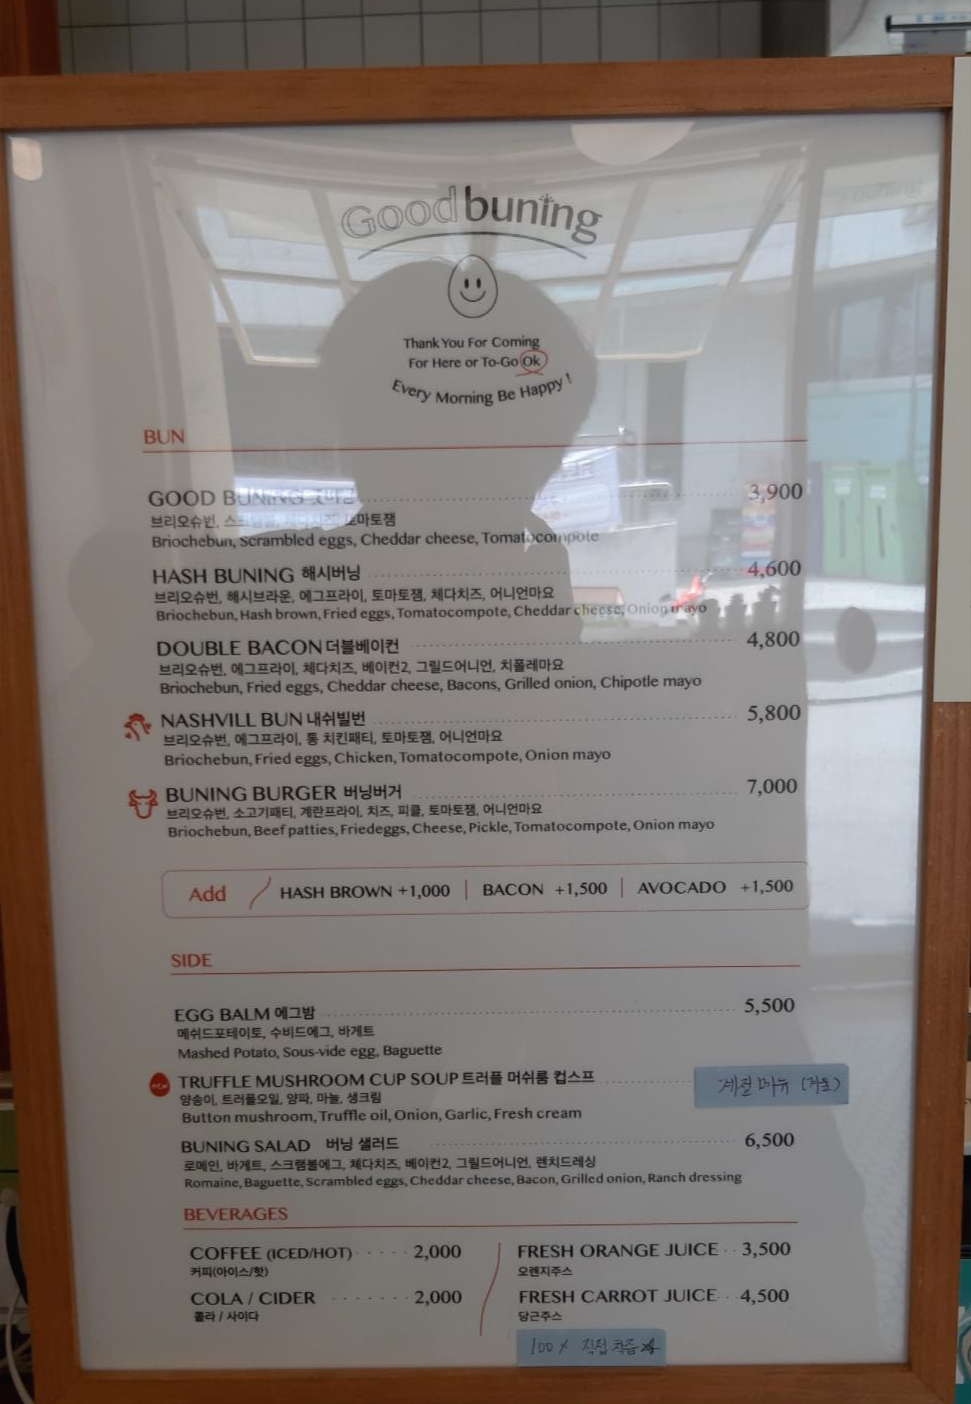 Good buning
Thank You For Coming
For Here or To-Go Ok
Every Morning Be Happy !
BUN
GOOD BUNING 굿버닝 3,900
브리오슈번, 스크램블, 체다치즈, 토마토잼
Briochebun, Scrambled eggs, Cheddar cheese, Tomatocompote
HASH BUNING 해시버닝 4,600
브리오슈번, 해시브라운, 에그프라이, 토마토잼, 체다치즈, 어니언마요
Briochebun, Hash brown, Fried eggs, Tomatocompote, Cheddar cheese, Onion mayo
DOUBLE BACON 더블베이컨 4,800
브리오슈번, 에그프라이, 체다치즈, 베이컨2, 그릴드어니언, 치폴레마요
Briochebun, Fried eggs, Cheddar cheese, Bacons, Grilled onion, Chipotle mayo
NASHVILL BUN 내쉬빌번 5,800
브리오슈번, 에그프라이, 통 치킨패티, 토마토잼, 어니언마요
Briochebun, Fried eggs, Chicken, Tomatocompote, Onion mayo
BUNING BURGER 버닝버거 7,000
브리오슈번, 소고기패티, 계란프라이, 치즈, 피클, 토마토잼, 어니언마요
Briochebun, Beef patties, Friedeggs, Cheese, Pickle, Tomatocompote, Onion mayo
Add HASH BROWN +1,000 BACON +1,500 AVOCADO +1,500
SIDE
EGG BALM 에그밤 5,500
메쉬드포테이토, 수비드에그, 바게트
Mashed Potato, Sous-vide egg, Baguette
TRUFFLE MUSHROOM CUP SOUP 트러플 머쉬룸 컵스프 계절 메뉴 (겨울)
양송이, 트러플오일, 양파, 마늘, 생크림
Button mushroom, Truffle oil, Onion, Garlic, Fresh cream
BUNING SALAD 버닝 샐러드 6,500
로메인, 바게트, 스크램블에그, 체다치즈, 베이컨2, 그릴드어니언, 렌치드레싱
Romaine, Baguette, Scrambled eggs, Cheddar cheese, Bacon, Grilled onion, Ranch dressing
BEVERAGES
COFFEE (ICED/HOT) 2,000
커피(아이스/핫)
COLA / CIDER 2,000
콜라 / 사이다
FRESH ORANGE JUICE 3,500
오렌지주스
FRESH CARROT JUICE 4,500
당근주스
100% 직접 착즙